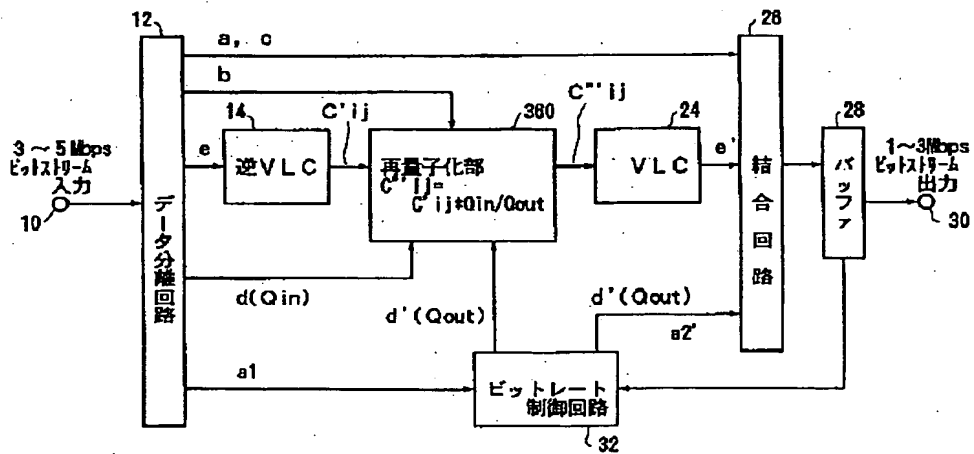 12
26
a, c
b
14
C'ij
360
C"'ij
24
28
3～5Mbps
ビットストリーム
入力
10
e
逆VLC
再量子化部
C"'ij=
C'ij*Qin/Qout
VLC
e'
1～3Mbps
ビットストリーム
出力
30
データ分離回路
結合回路
バッファ
d(Qin)
d'(Qout)
d'(Qout)
a2'
a1
ビットレート
制御回路
32